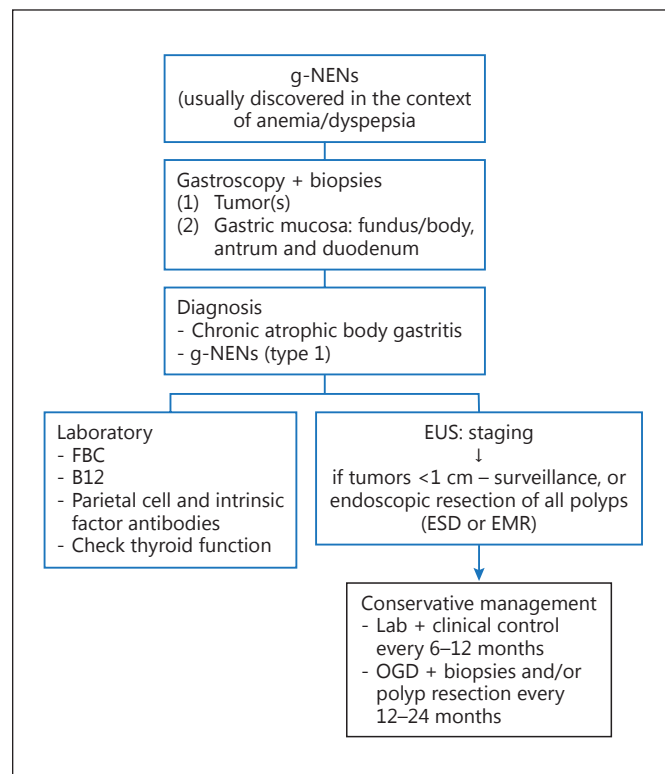 g-NENs
(usually discovered in the context
of anemia/dyspepsia
Gastroscopy + biopsies
(1) Tumor(s)
(2) Gastric mucosa: fundus/body,
antrum and duodenum
Diagnosis
- Chronic atrophic body gastritis
- g-NENs (type 1)
Laboratory
- FBC
- B12
- Parietal cell and intrinsic
factor antibodies
- Check thyroid function
EUS: staging
↓
if tumors <1 cm – surveillance, or
endoscopic resection of all polyps
(ESD or EMR)
Conservative management
- Lab + clinical control
every 6–12 months
- OGD + biopsies and/or
polyp resection every
12–24 months